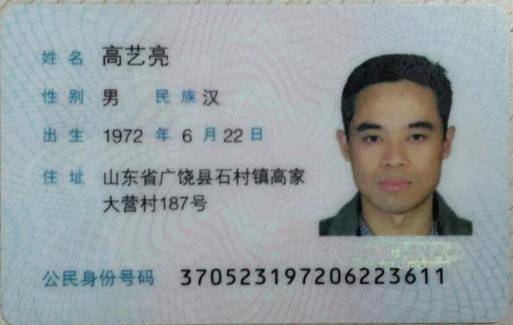 姓名 高艺亮
性别 男 民族 汉
出生 1972 年 6 月 22 日
住址 山东省广饶县石村镇高家
大营村187号
公民身份号码 370523197206223611